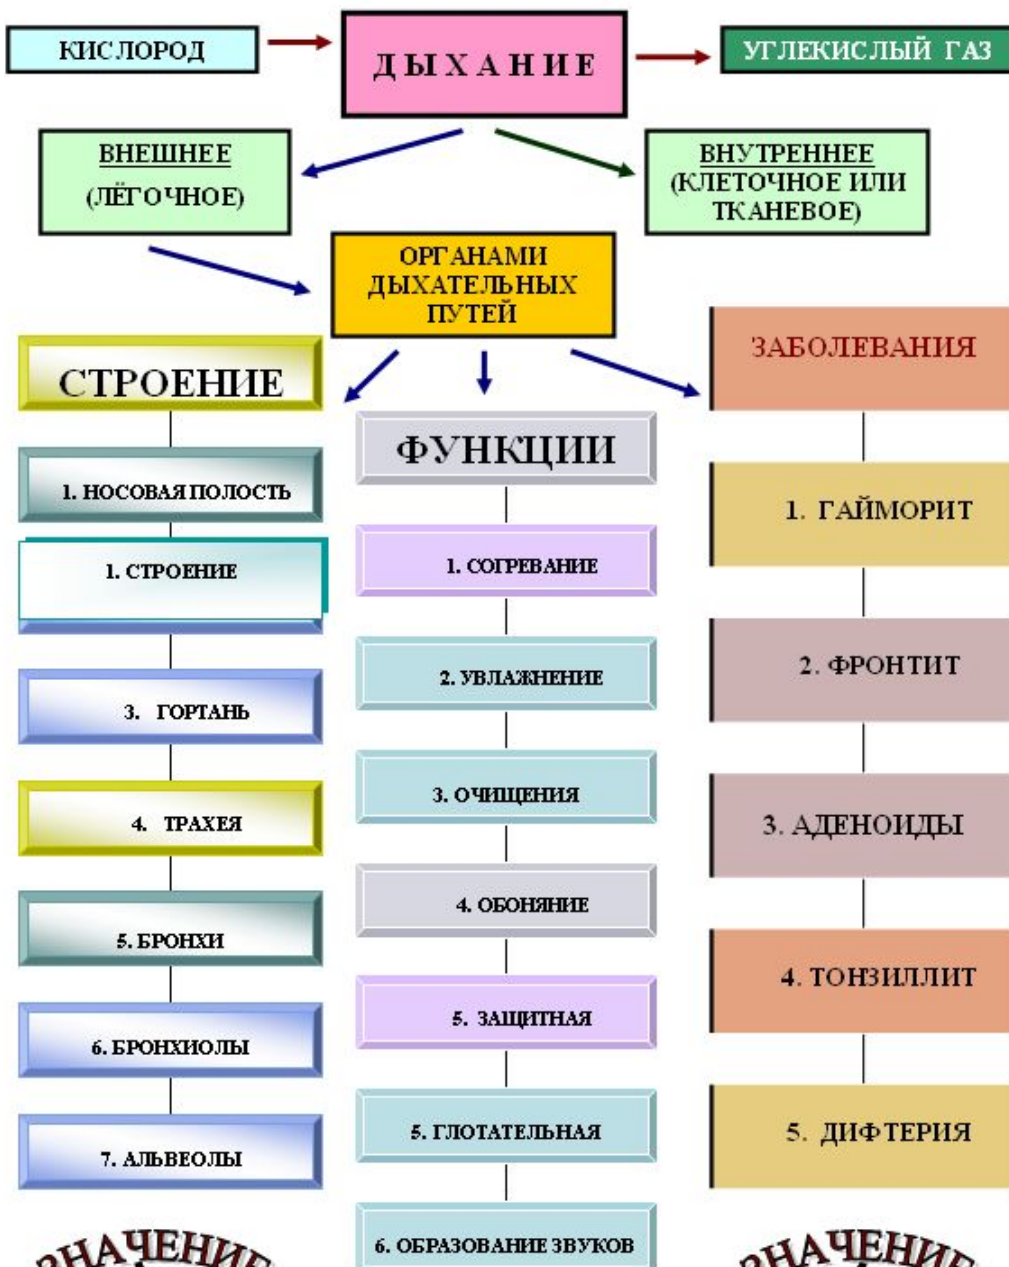 КИСЛОРОД
ДЫХАНИЕ
УГЛЕКИСЛЫЙ ГАЗ
ВНЕШНЕЕ
(ЛЁГОЧНОЕ)
ВНУТРЕННЕЕ
(КЛЕТОЧНОЕ ИЛИ
ТКАНЕВОЕ)
ОРГАНАМИ
ДЫХАТЕЛЬНЫХ
ПУТЕЙ
СТРОЕНИЕ
1. НОСОВАЯ ПОЛОСТЬ
1. СТРОЕНИЕ
3. ГОРТАНЬ
4. ТРАХЕЯ
5. БРОНХИ
6. БРОНХИОЛЫ
7. АЛЬВЕОЛЫ
ФУНКЦИИ
1. СОГРЕВАНИЕ
2. УВЛАЖНЕНИЕ
3. ОЧИЩЕНИЯ
4. ОБОНЯНИЕ
5. ЗАЩИТНАЯ
5. ГЛОТАТЕЛЬНАЯ
6. ОБРАЗОВАНИЕ ЗВУКОВ
ЗАБОЛЕВАНИЯ
1. ГАЙМОРИТ
2. ФРОНТИТ
3. АДЕНОИДЫ
4. ТОНЗИЛЛИТ
5. ДИФТЕРИЯ
ЗНАЧЕНИЕ
ЗНАЧЕНИЕ